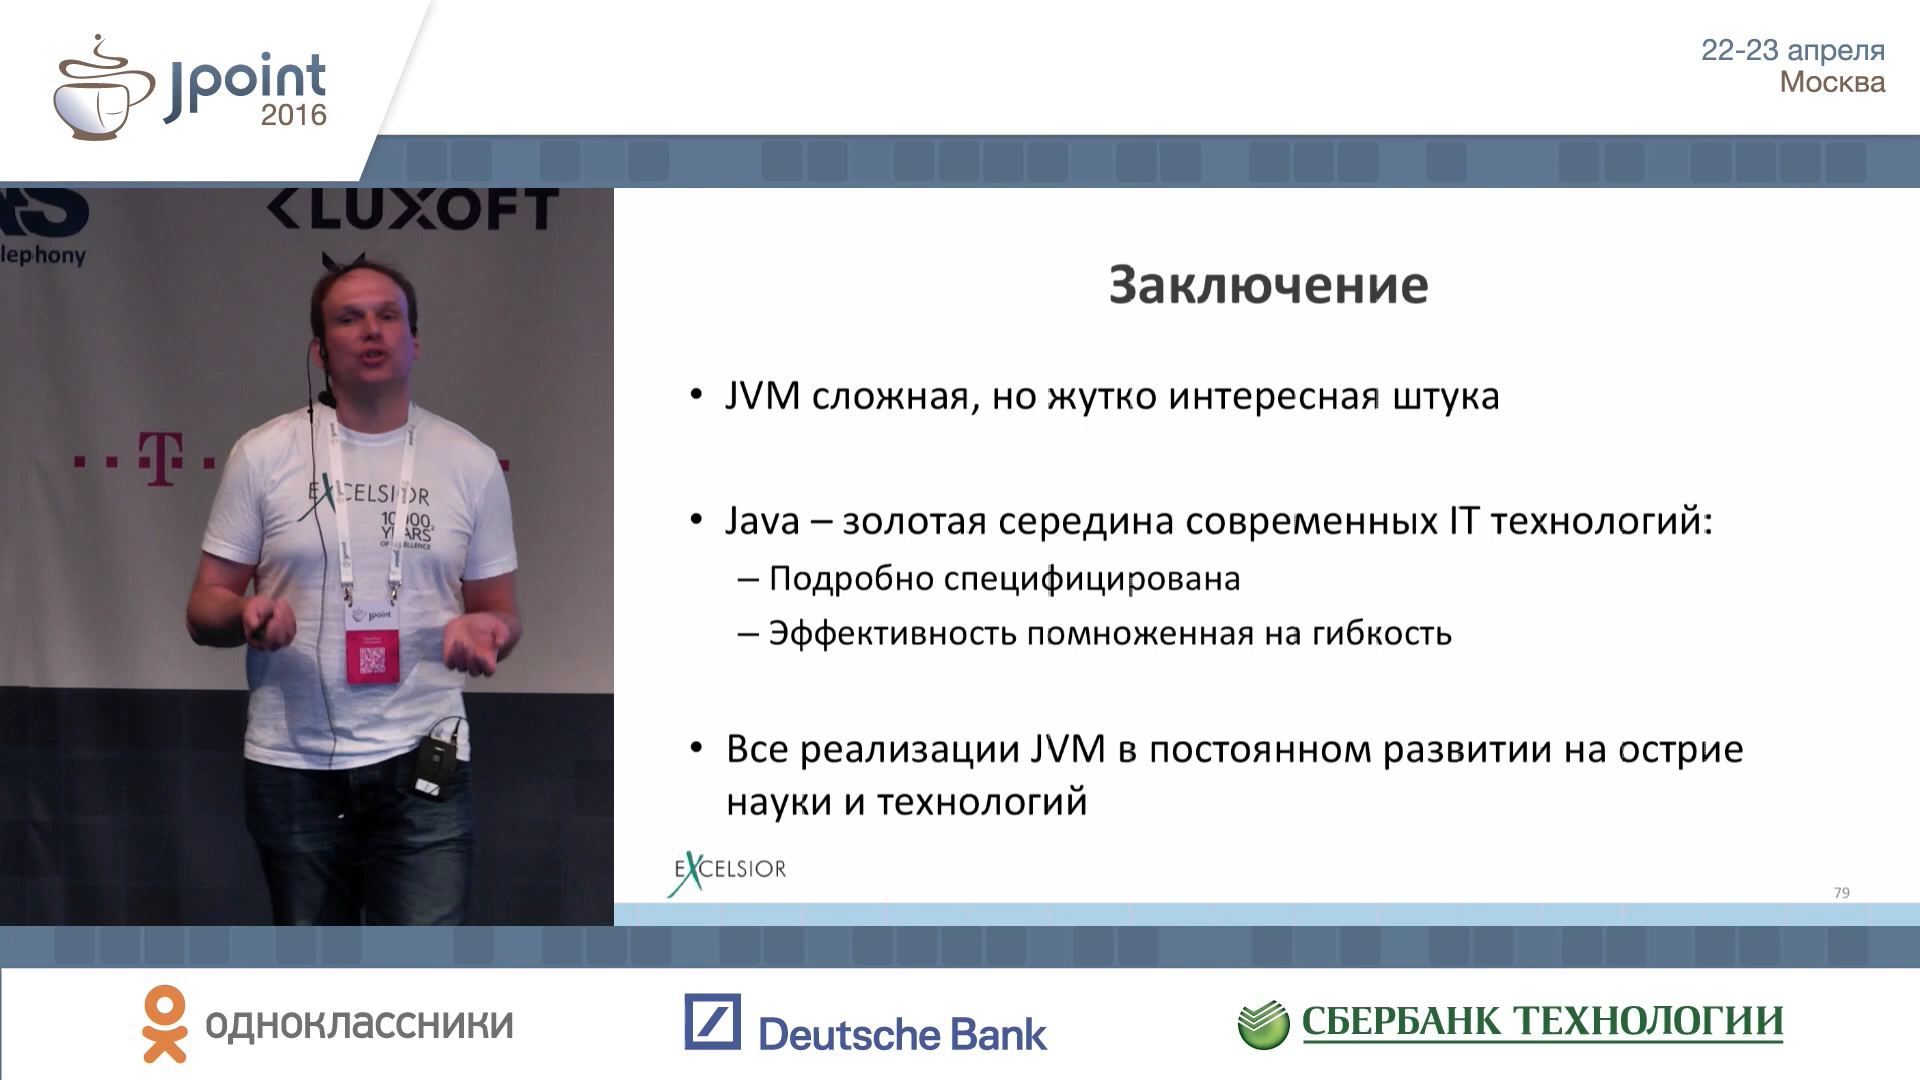 Jpoint
2016
22-23 апреля
Москва
LUXOFT
lephony
T
EXCELSIOR
YEARS
Jpoint
Заключение
• JVM сложная, но жутко интересная штука
• Java – золотая середина современных IT технологий:
– Подробно специфицирована
– Эффективность помноженная на гибкость
• Все реализации JVM в постоянном развитии на острие
науки и технологий
EXCELSIOR
79
одноклассники
Deutsche Bank
СБЕРБАНК ТЕХНОЛОГИИ